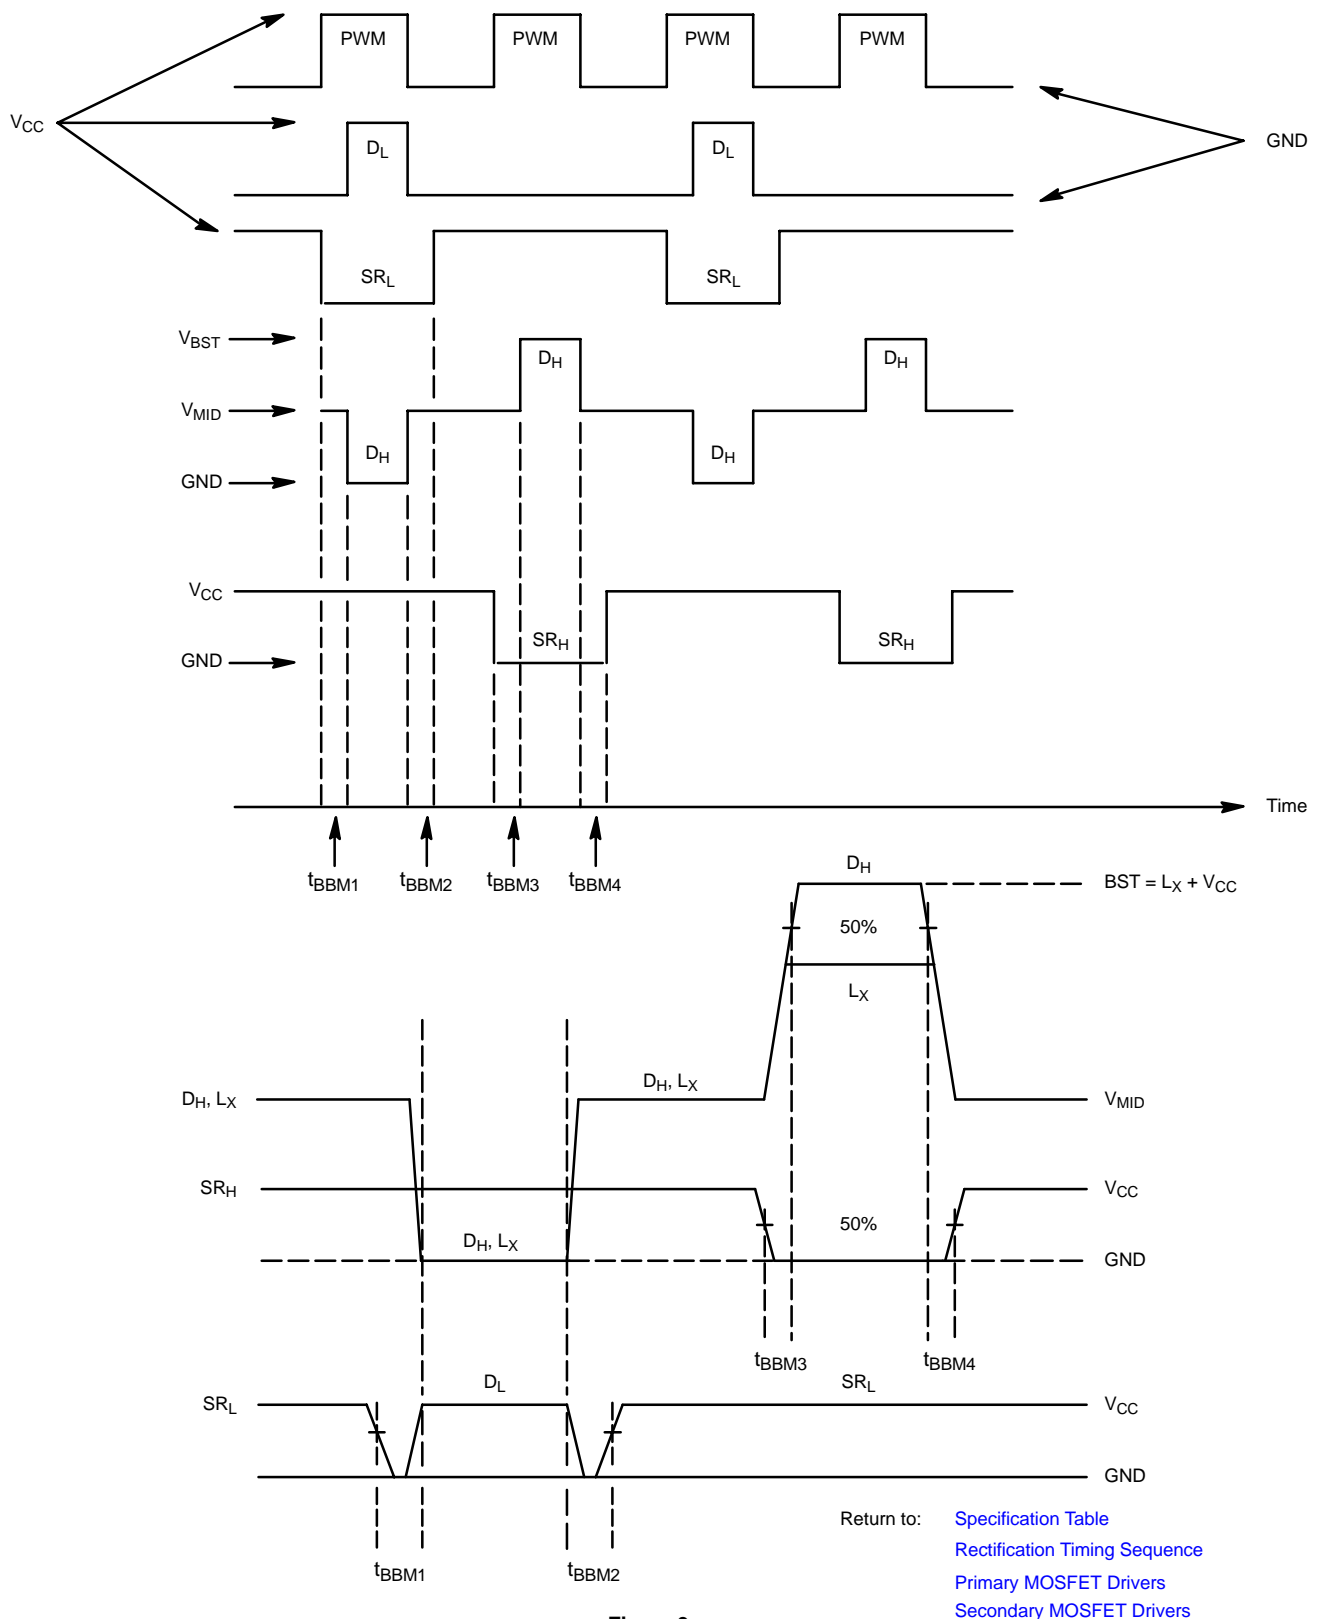 PWM PWM PWM PWM
VCC
GND
DL DL
SRL SRL
VBST
DH DH
VMID
DH DH
GND
VCC
SRH SRH
GND
Time
tBBM1 tBBM2 tBBM3 tBBM4
DH
BST = LX + VCC
50%
LX
DH, LX
DH, LX VMID
SRH VCC
50%
DH, LX
GND
tBBM3 tBBM4
DL SRL
SRL VCC
GND
Return to: Specification Table
tBBM1 tBBM2
Rectification Timing Sequence
Primary MOSFET Drivers
Secondary MOSFET Drivers